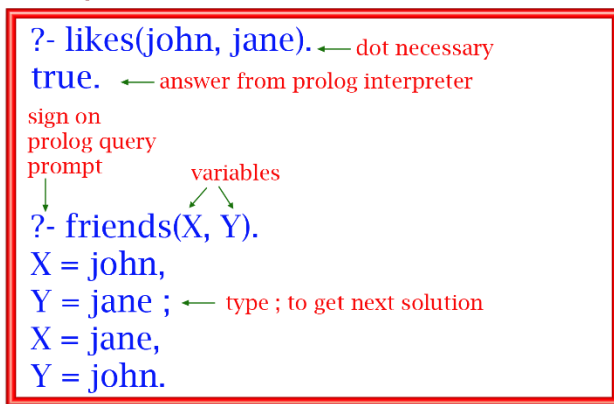 ?- likes(john, jane). dot necessary
true. answer from prolog interpreter
sign on
prolog query
prompt
variables
?- friends(X, Y).
X = john,
Y = jane ; type ; to get next solution
X = jane,
Y = john.